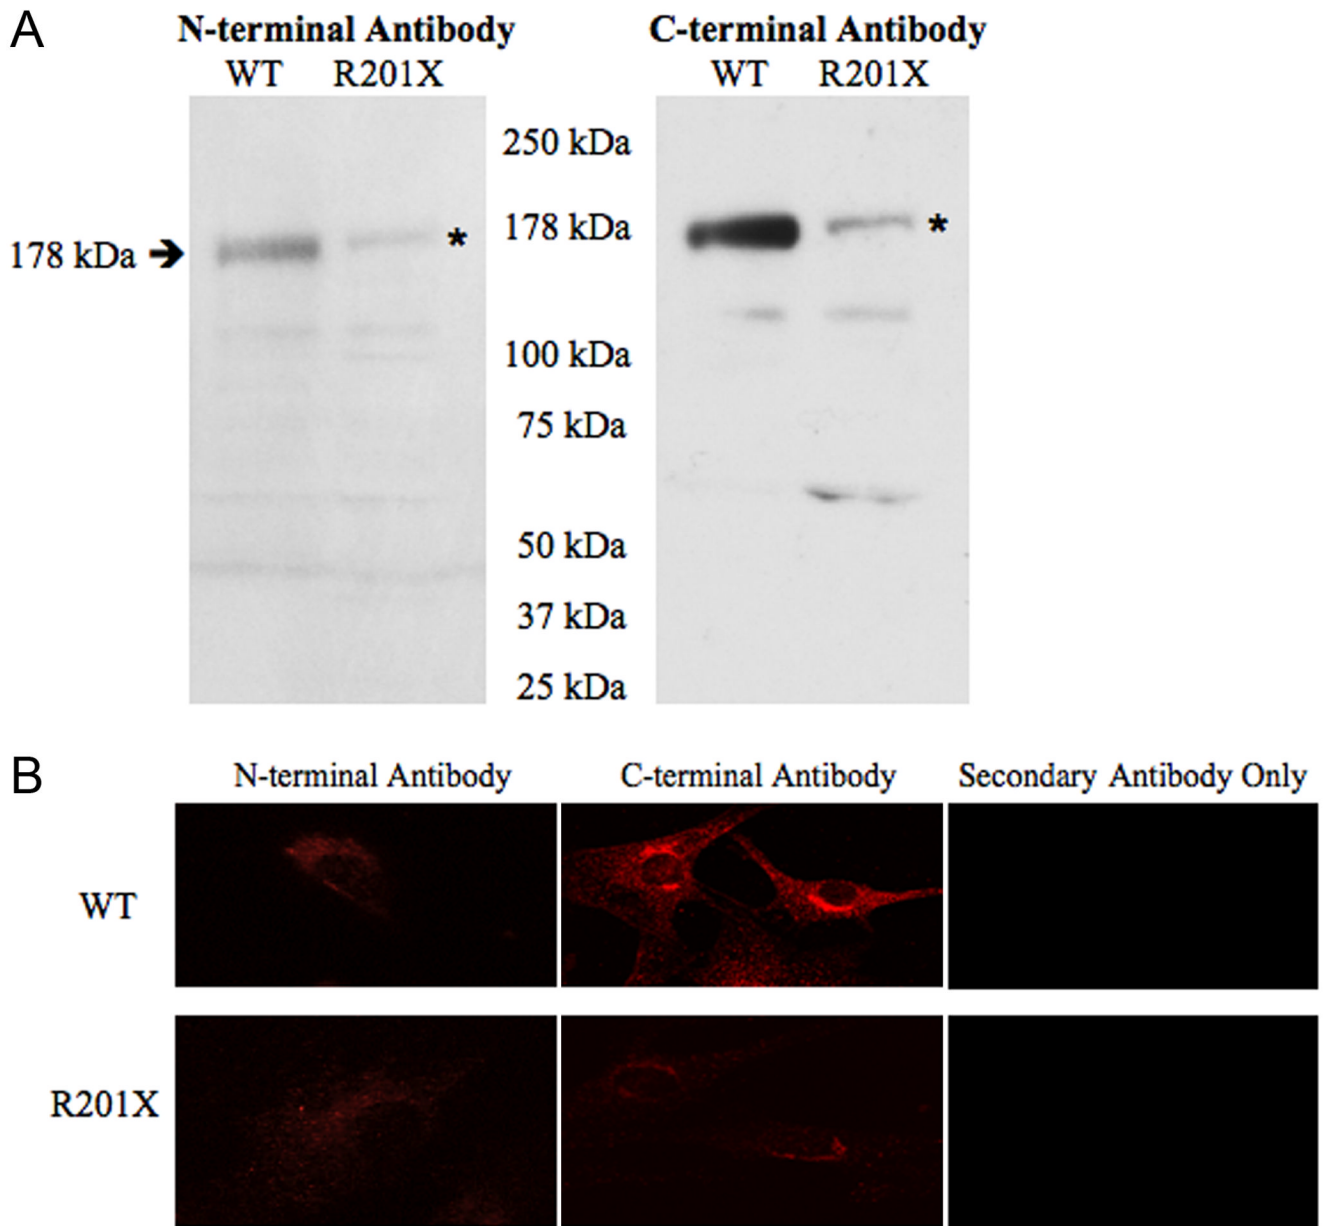 A
N-terminal Antibody
C-terminal Antibody
WT R201X
WT R201X
250 kDa
178 kDa
178 kDa ➔
*
*
100 kDa
75 kDa
50 kDa
37 kDa
25 kDa
B
N-terminal Antibody
C-terminal Antibody
Secondary Antibody Only
WT
R201X